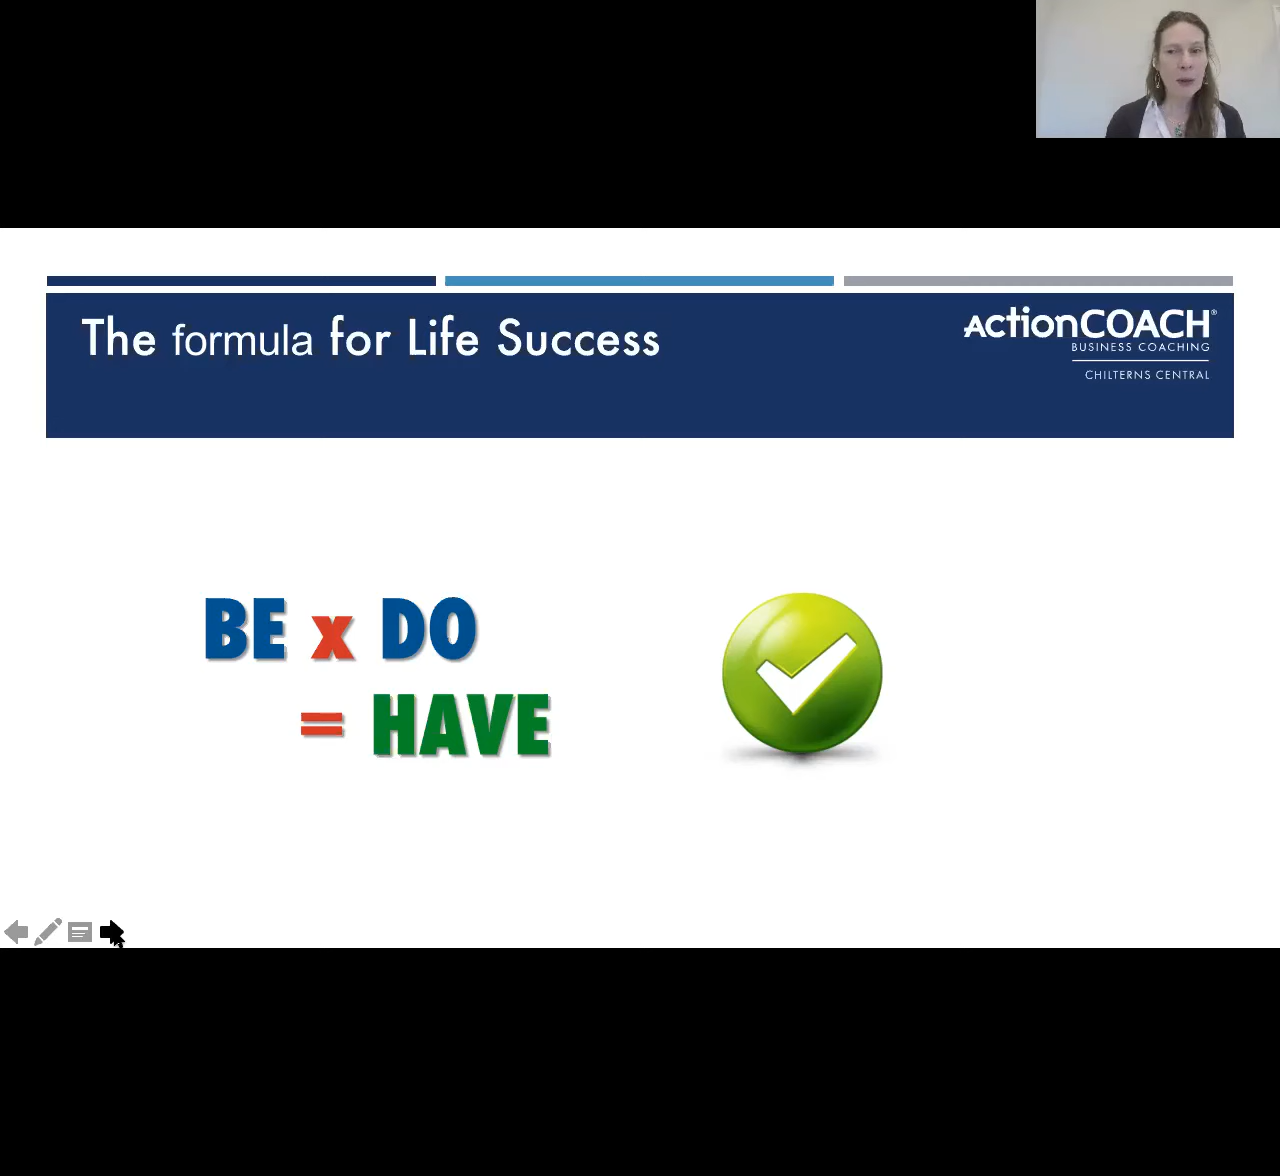 The formula for Life Success
ActionCOACH®
BUSINESS COACHING
CHILTERNS CENTRAL
BE x DO
= HAVE